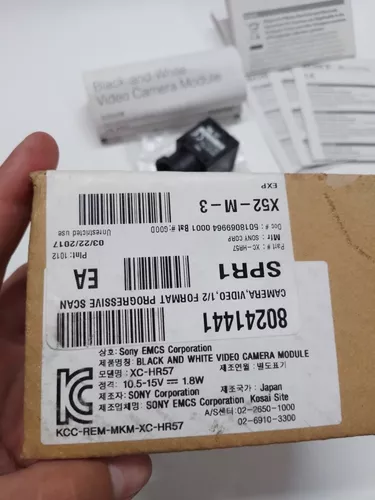 Black-and-White
Video Camera Module
80241441
CAMERA,VIDEO,1/2 FORMAT PROGRESSIVE SCAN
SPR1
EA
Part #: XC-HR57
Mfr: SONY CORP
Doc #: 5018069964 0001 Bat: G000
Plnt: 1012
03/22/2017
Unrestricted use
X52-M-3
EXP
상호: Sony EMCS Corporation
제품명칭: BLACK AND WHITE VIDEO CAMERA MODULE
모델명: XC-HR57
제조연월: 별도표기
정격: 10.5-15V 1.8W
제조자: SONY Corporation
제조국가: Japan
제조업체명: SONY EMCS Corporation Kosai Site
A/S센터: 02-2650-1000
02-6910-3300
KCC-REM-MKM-XC-HR57